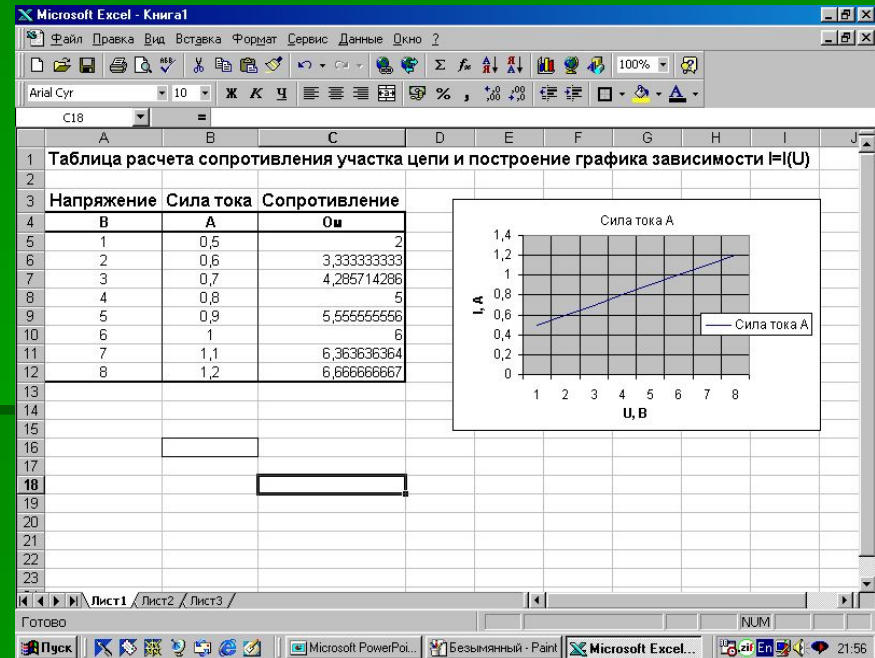 Microsoft Excel - Книга1
Файл Правка Вид Вставка Формат Сервис Данные Окно ?
100%
Arial Cyr 10 Ж К Ч % ,
C18 =
A B C D E F G H I J
1 Таблица расчета сопротивления участка цепи и построение графика зависимости I=I(U)
2
3 Напряжение Сила тока Сопротивление
4 В А Ом
5 1 0,5 2
6 2 0,6 3,333333333
7 3 0,7 4,285714286
8 4 0,8 5
9 5 0,9 5,555555556
10 6 1 6
11 7 1,1 6,363636364
12 8 1,2 6,666666667
13
14
15
16
17
18
19
20
21
22
23
Сила тока А
1,4
1,2
1
0,8
0,6
0,4
0,2
0
I, А
Сила тока А
1 2 3 4 5 6 7 8
U, В
Лист1 Лист2 Лист3
Готово NUM
Пуск Microsoft PowerPoi... Безымянный - Paint Microsoft Excel... zif En 21:56